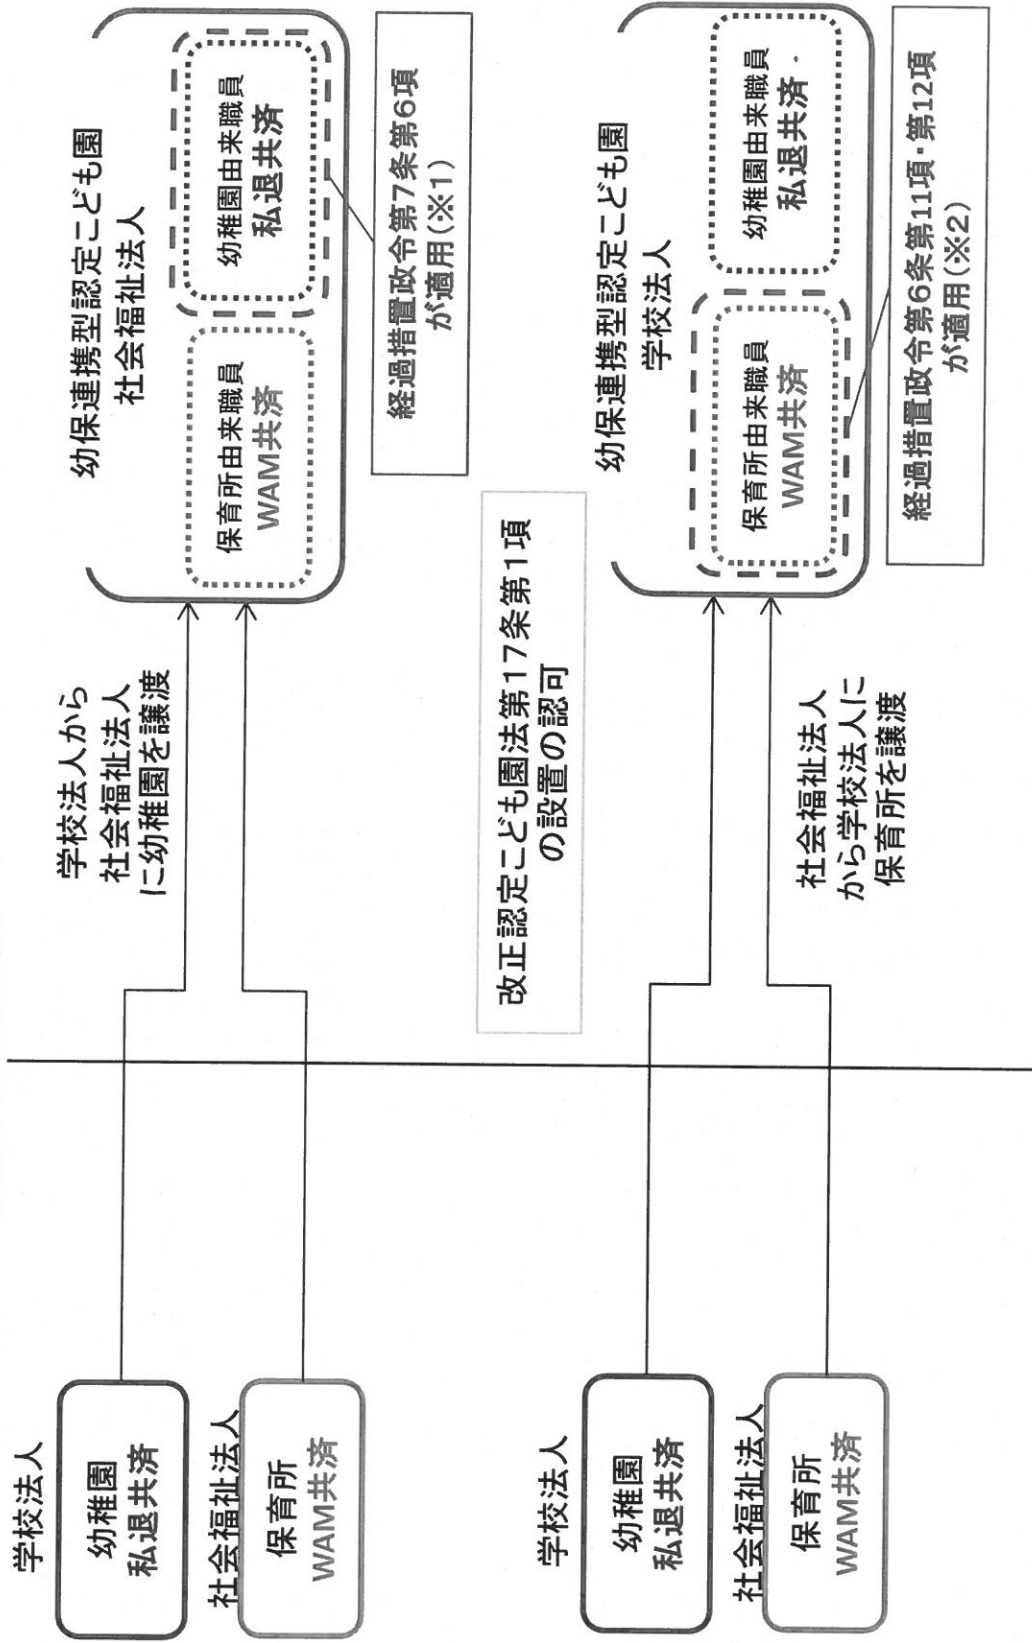 学校法人
幼稚園
私退共済
社会福祉法人
保育所
WAM共済
学校法人から
社会福祉法人
に幼稚園を譲渡
幼保連携型認定こども園
社会福祉法人
保育所由来職員
WAM共済
幼稚園由来職員
私退共済
経過措置政令第7条第6項
が適用(※1)
改正認定こども園法第17条第1項
の設置の認可
学校法人
幼稚園
私退共済
社会福祉法人
保育所
WAM共済
社会福祉法人
から学校法人に
保育所を譲渡
幼保連携型認定こども園
学校法人
保育所由来職員
WAM共済
幼稚園由来職員
私退共済
経過措置政令第6条第11項・第12項
が適用(※2)